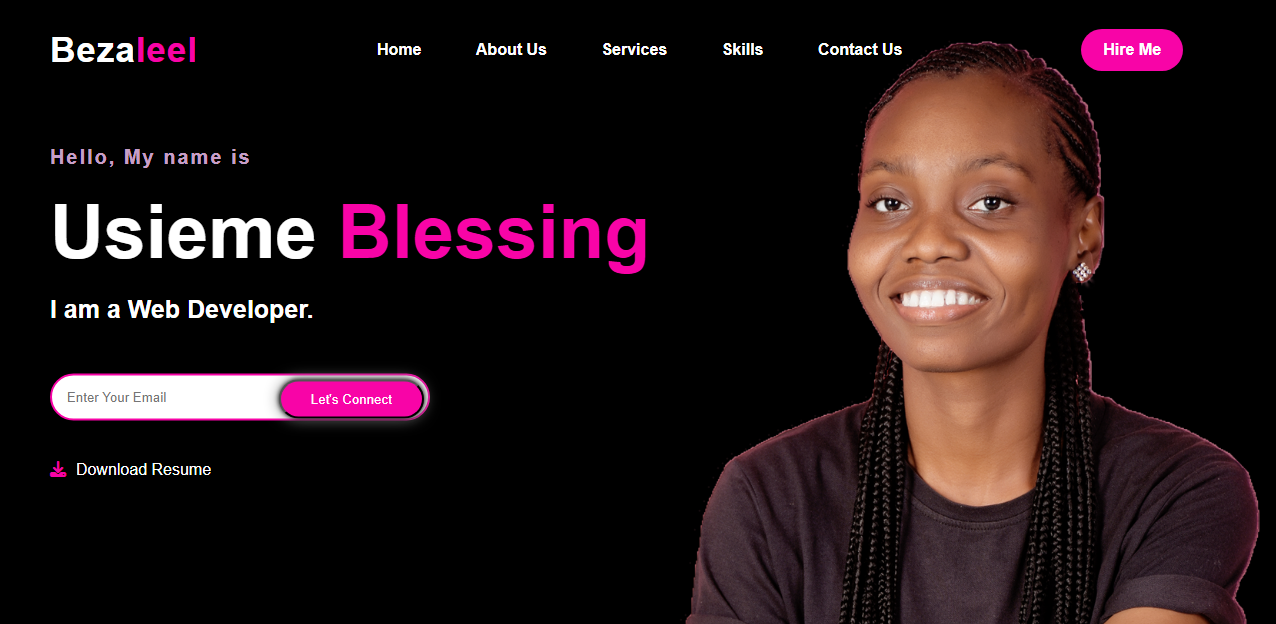 Bezaleel Home About Us Services Skills Contact Us Hire Me
Hello, My name is
Usieme Blessing
I am a Web Developer.
Enter Your Email Let's Connect
Download Resume